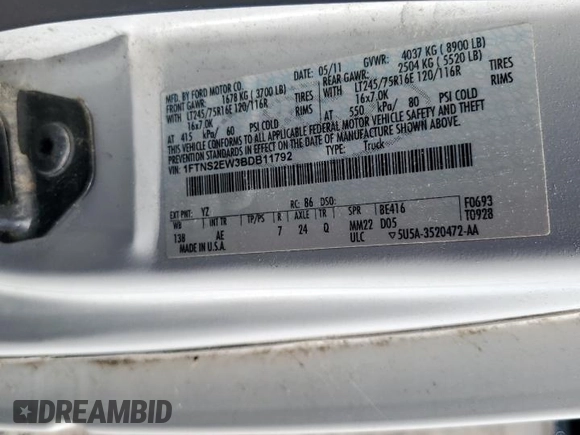 MFD. BY FORD MOTOR CO.
DATE: 05/11 GVWR: 4037 KG (8900 LB)
FRONT GAWR: 1678 KG (3700 LB) REAR GAWR: 2504 KG (5520 LB)
WITH LT245/75R16E 120/116R TIRES WITH LT245/75R16E 120/116R TIRES
16x7.0K RIMS 16x7.0K RIMS
AT 415 kPa/ 60 PSI COLD AT 550 kPa/ 80 PSI COLD
THIS VEHICLE CONFORMS TO ALL APPLICABLE FEDERAL MOTOR VEHICLE
SAFETY AND THEFT PREVENTION STANDARDS IN EFFECT ON THE DATE OF MANUFACTURE SHOWN ABOVE.
VIN: 1FTNS2EW3BDB11792
TYPE: Truck
EXT PNT: YZ RC: 86 DSO: F0693
WB INT TR TP/PS R AXLE TR SPR BE416 T0928
138 AE 7 24 Q MM22 D05
MADE IN U.S.A. ULC ▽5U5A-3520472-AA
DREAMBID